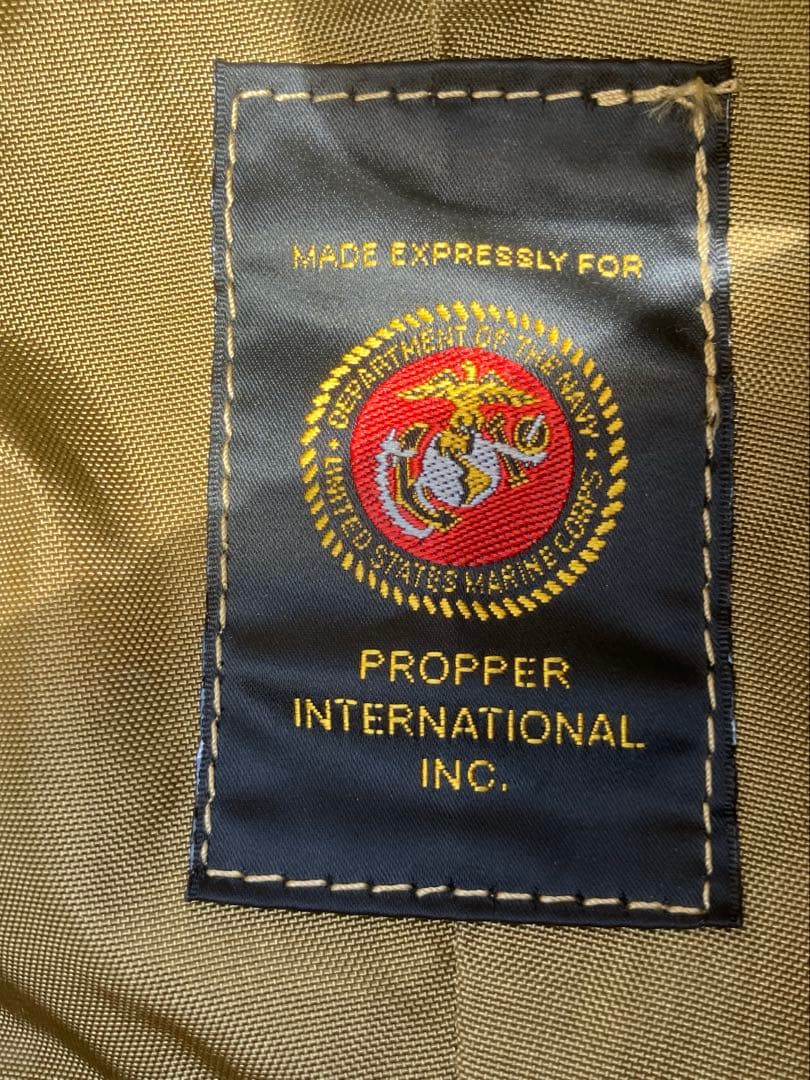 MADE EXPRESSLY FOR
DEPARTMENT OF THE NAVY
UNITED STATES MARINE CORPS
PROPPER
INTERNATIONAL
INC.